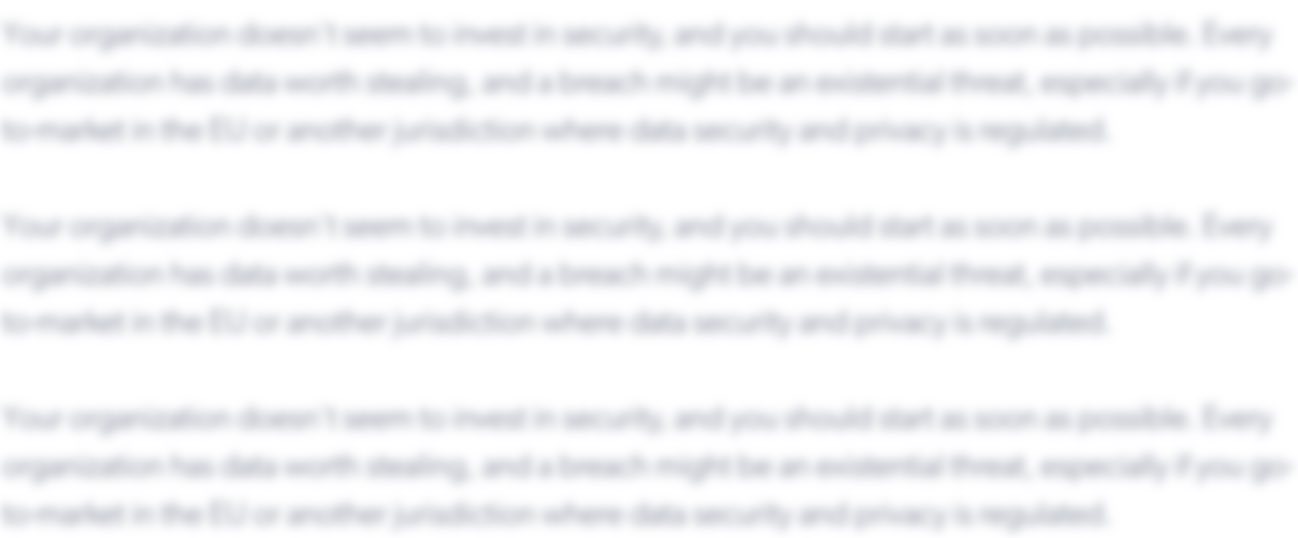 Your organization doesn't seem to invest in security, and you should start as soon as possible. Every
organization has data worth stealing, and a breach might be an existential threat, especially if you go-
to-market in the EU or another jurisdiction where data security and privacy is regulated.
Your organization doesn't seem to invest in security, and you should start as soon as possible. Every
organization has data worth stealing, and a breach might be an existential threat, especially if you go-
to-market in the EU or another jurisdiction where data security and privacy is regulated.
Your organization doesn't seem to invest in security, and you should start as soon as possible. Every
organization has data worth stealing, and a breach might be an existential threat, especially if you go-
to-market in the EU or another jurisdiction where data security and privacy is regulated.